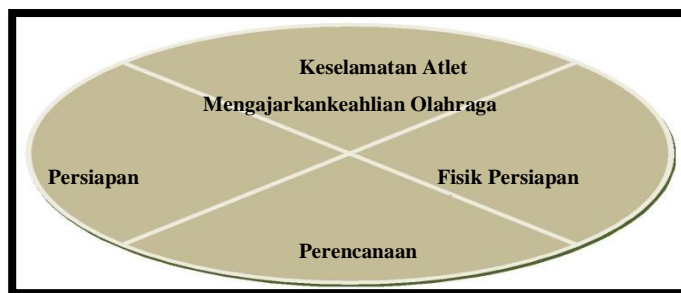 Keselamatan Atlet
Mengajarkankeahlian Olahraga
Persiapan
Fisik Persiapan
Perencanaan